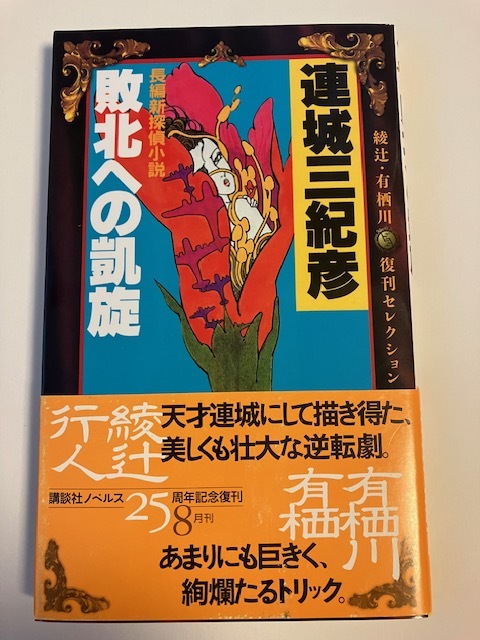 綾辻・有栖川
復刊セレクション
連城三紀彦
長編新探偵小説
敗北への凱旋
天才連城にして描き得た、
美しくも壮大な逆転劇。
綾辻
行人
講談社ノベルス
25
周年記念復刊
8月刊
有栖川
有栖
あまりにも巨きく、
絢爛たるトリック。